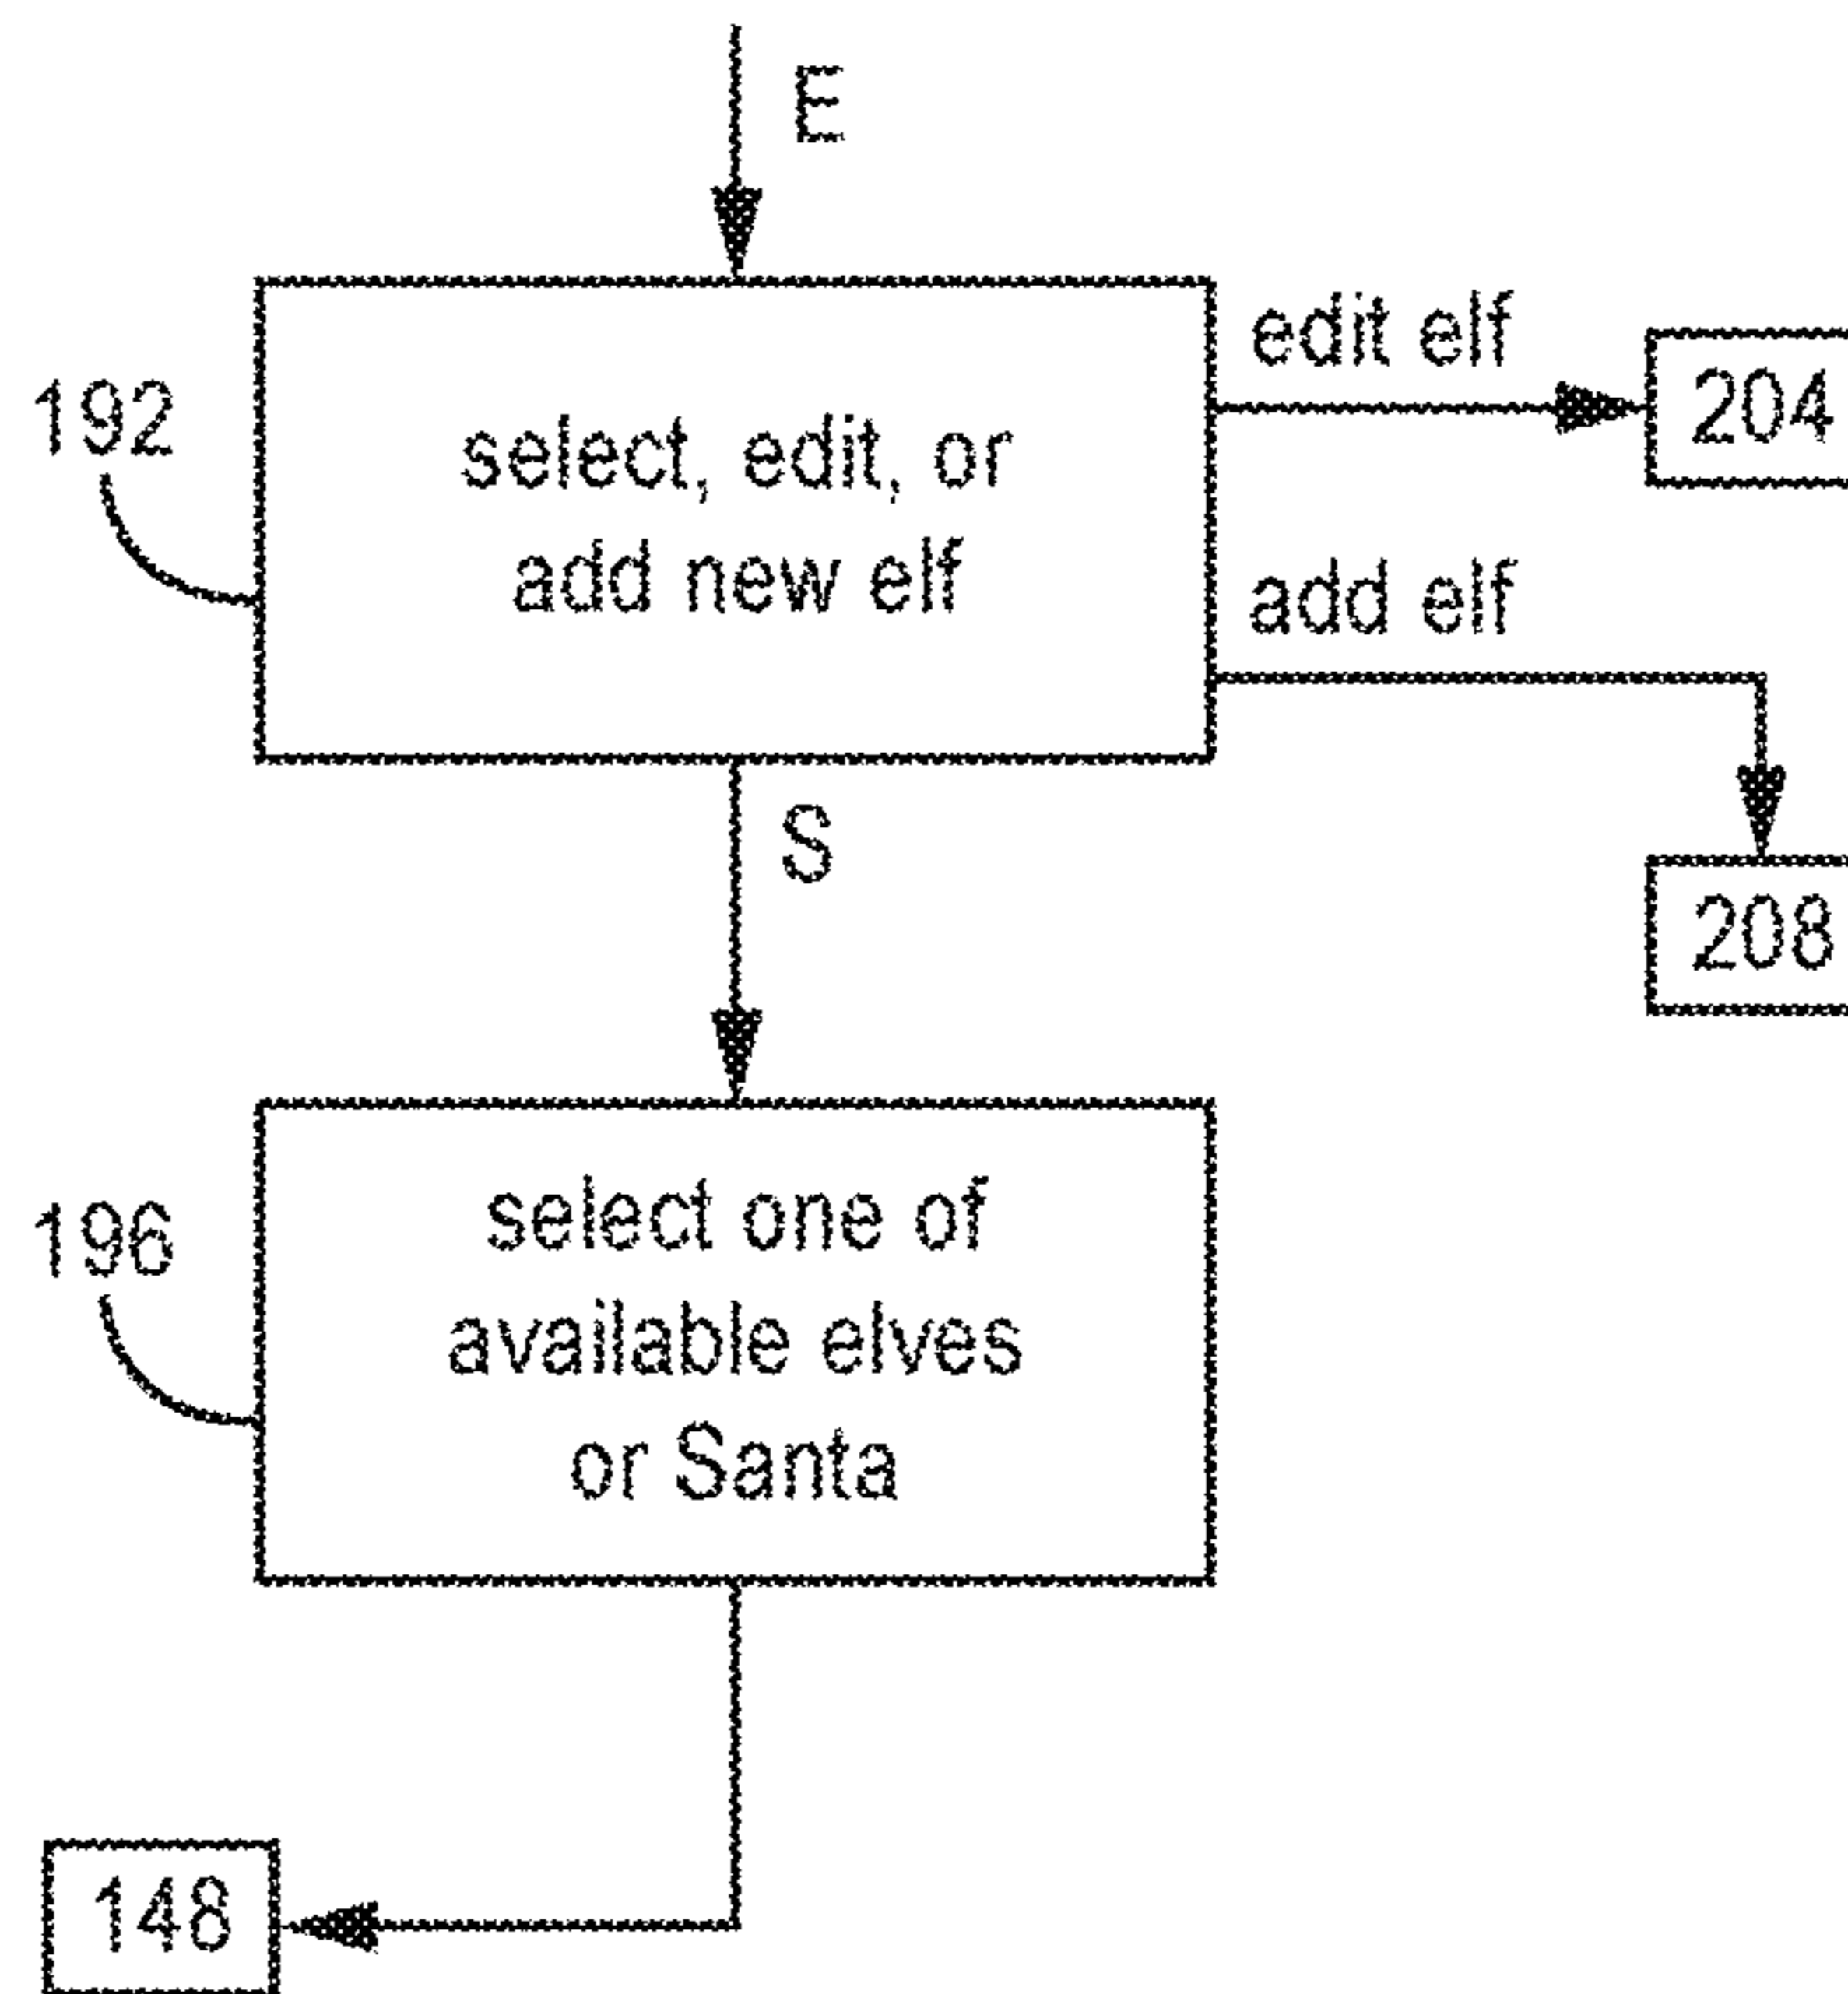 E
192
select, edit, or
add new elf
edit elf
204
add elf
208
S
196
select one of
available elves
or Santa
148